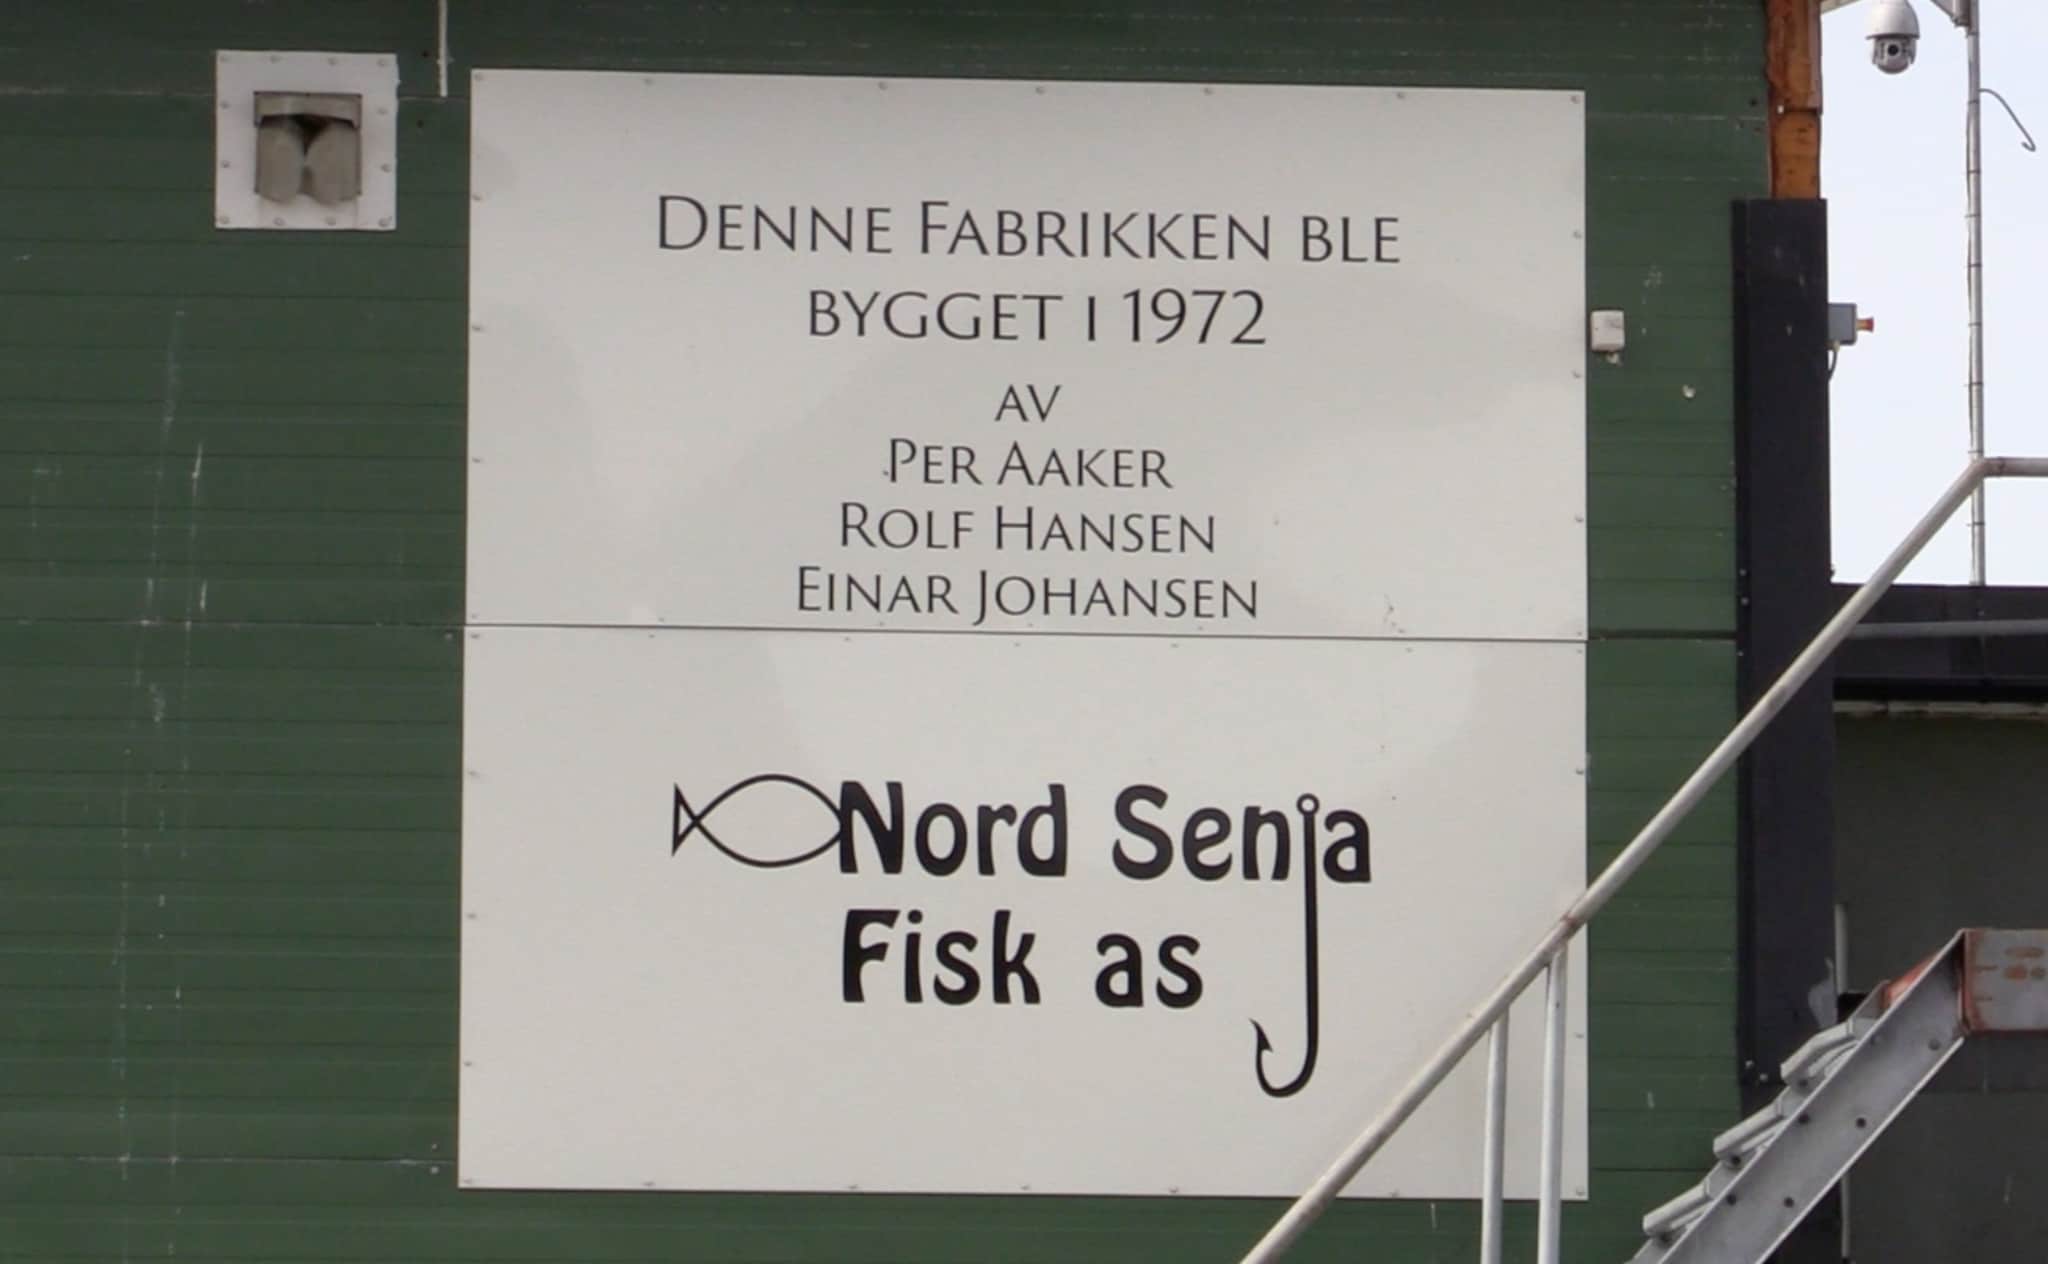 DENNE FABRIKKEN BLE
BYGGET I 1972
AV
PER AAKER
ROLF HANSEN
EINAR JOHANSEN
Nord Senja
Fisk as